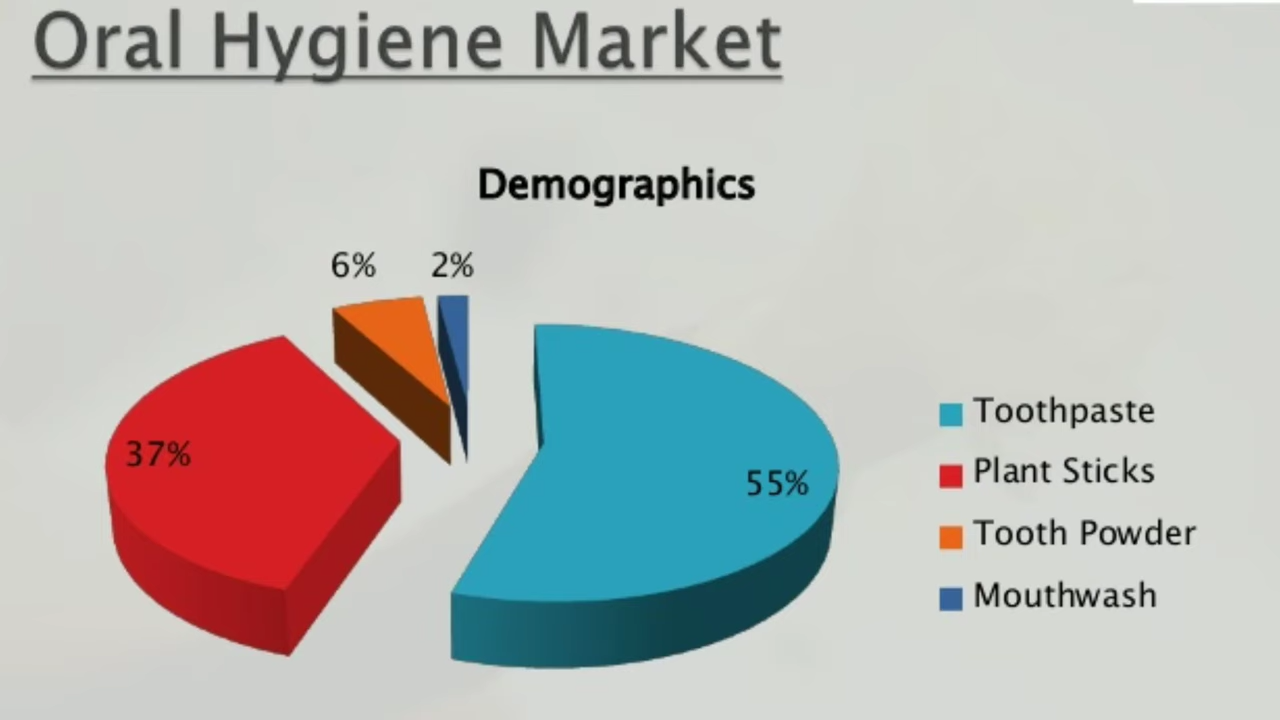 Oral Hygiene Market
Demographics
6%
2%
37%
55%
Toothpaste
Plant Sticks
Tooth Powder
Mouthwash